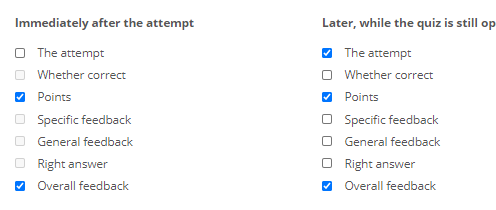 Immediately after the attempt
The attempt
Whether correct
Points
Specific feedback
General feedback
Right answer
Overall feedback
Later, while the quiz is still op
The attempt
Whether correct
Points
Specific feedback
General feedback
Right answer
Overall feedback